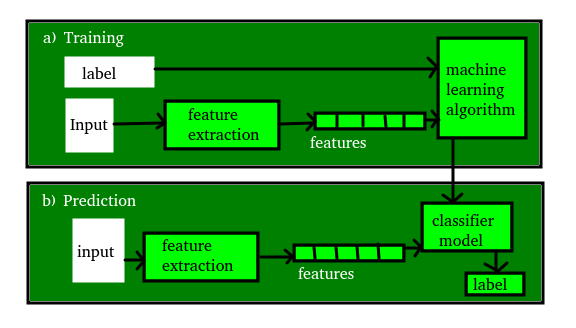 a) Training
label
machine
learning
algorithm
Input
feature
extraction
features
b) Prediction
classifier
model
input
feature
extraction
features
label